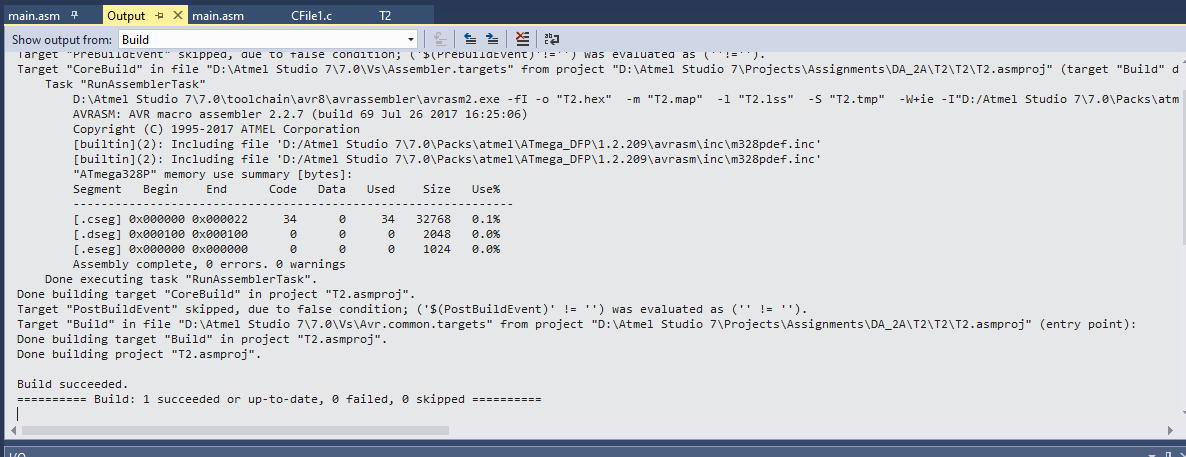 main.asm Output main.asm CFile1.c T2
Show output from: Build
Target "PreBuildEvent" skipped, due to false condition; ('$(PreBuildEvent)'!='') was evaluated as (''!='').
Target "CoreBuild" in file "D:\Atmel Studio 7\7.0\Vs\Assembler.targets" from project "D:\Atmel Studio 7\Projects\Assignments\DA_2A\T2\T2\T2.asmproj" (target "Build" d
Task "RunAssemblerTask"
D:\Atmel Studio 7\7.0\toolchain\avr8\avrassembler\avrasm2.exe -fI -o "T2.hex" -m "T2.map" -l "T2.lss" -S "T2.tmp" -W+ie -I"D:/Atmel Studio 7\7.0\Packs\atm
AVRASM: AVR macro assembler 2.2.7 (build 69 Jul 26 2017 16:25:06)
Copyright (C) 1995-2017 ATMEL Corporation
[builtin](2): Including file 'D:/Atmel Studio 7\7.0\Packs\atmel\ATmega_DFP\1.2.209\avrasm\inc\m328pdef.inc'
[builtin](2): Including file 'D:/Atmel Studio 7\7.0\Packs\atmel\ATmega_DFP\1.2.209\avrasm\inc\m328pdef.inc'
"ATmega328P" memory use summary [bytes]:
Segment Begin End Code Data Used Size Use%
---------------------------------------------------------------
[.cseg] 0x000000 0x000022 34 0 34 32768 0.1%
[.dseg] 0x000100 0x000100 0 0 0 2048 0.0%
[.eseg] 0x000000 0x000000 0 0 0 1024 0.0%
Assembly complete, 0 errors. 0 warnings
Done executing task "RunAssemblerTask".
Done building target "CoreBuild" in project "T2.asmproj".
Target "PostBuildEvent" skipped, due to false condition; ('$(PostBuildEvent)' != '') was evaluated as ('' != '').
Target "Build" in file "D:\Atmel Studio 7\7.0\Vs\Avr.common.targets" from project "D:\Atmel Studio 7\Projects\Assignments\DA_2A\T2\T2\T2.asmproj" (entry point):
Done building target "Build" in project "T2.asmproj".
Done building project "T2.asmproj".
Build succeeded.
========== Build: 1 succeeded or up-to-date, 0 failed, 0 skipped ==========
I/O